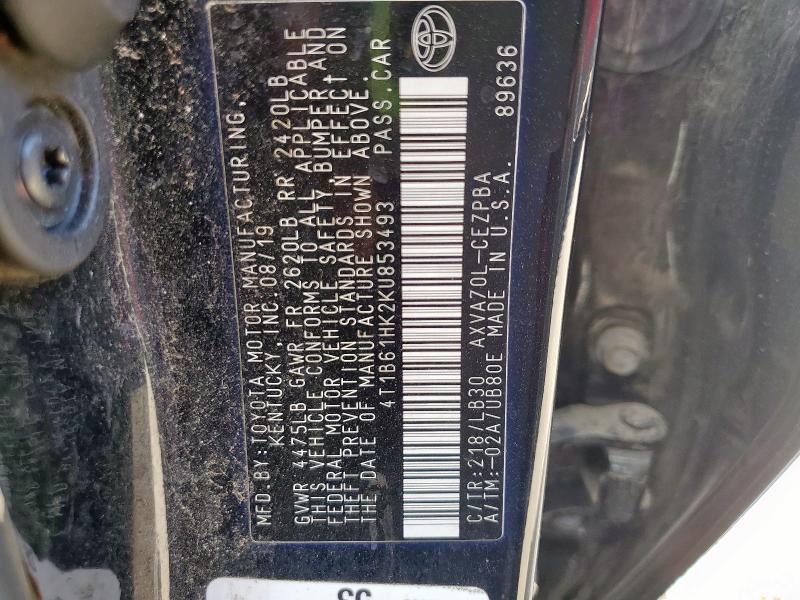 MFD.BY:TOYOTA MOTOR MANUFACTURING,
KENTUCKY, INC. 08/19
GVWR 4475LB GAWR FR 2620LB RR 2420LB
THIS VEHICLE CONFORMS TO ALL APPLICABLE
FEDERAL MOTOR VEHICLE SAFETY, BUMPER AND
THEFT PREVENTION STANDARDS IN EFFECT ON
THE DATE OF MANUFACTURE SHOWN ABOVE.
4T1B61HK2KU853493 PASS.CAR
C/TR:218/LB30 AXVA70L-CEZPBA
A/TM:-02A/UB80E MADE IN U.S.A. 89636